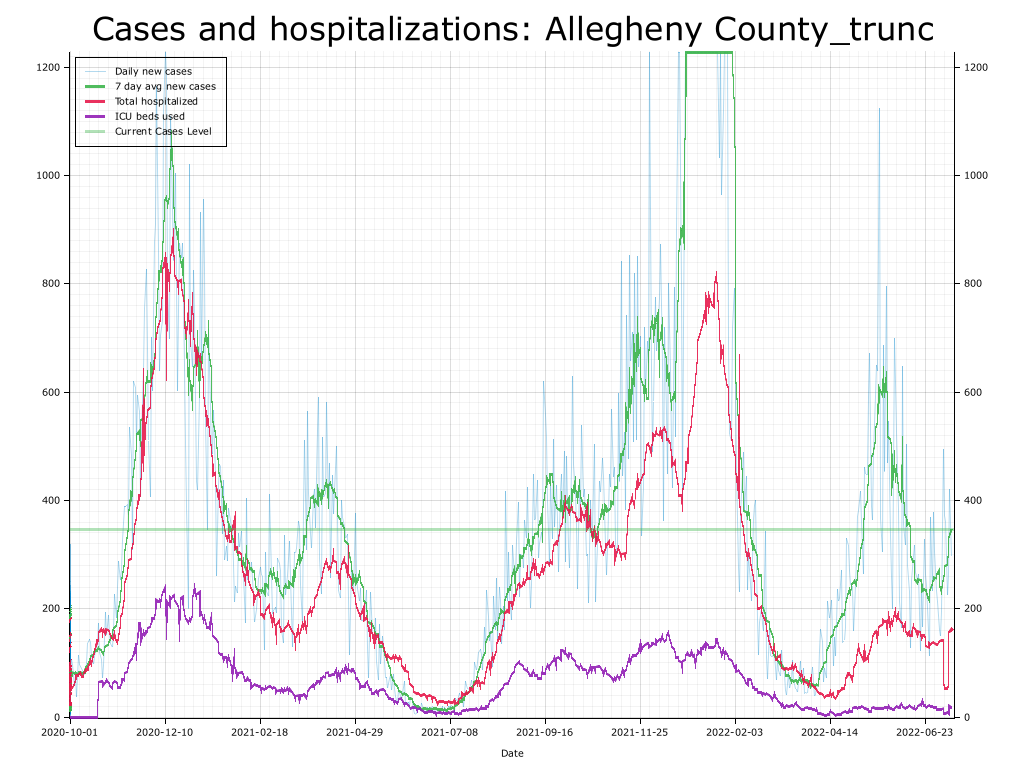 Cases and hospitalizations: Allegheny County_trunc
1200 1200
Daily new cases
7 day avg new cases
Total hospitalized
ICU beds used
Current Cases Level
1000 1000
800 800
600 600
400 400
200 200
0 0
2020-10-01 2020-12-10 2021-02-18 2021-04-29 2021-07-08 2021-09-16 2021-11-25 2022-02-03 2022-04-14 2022-06-23
Date